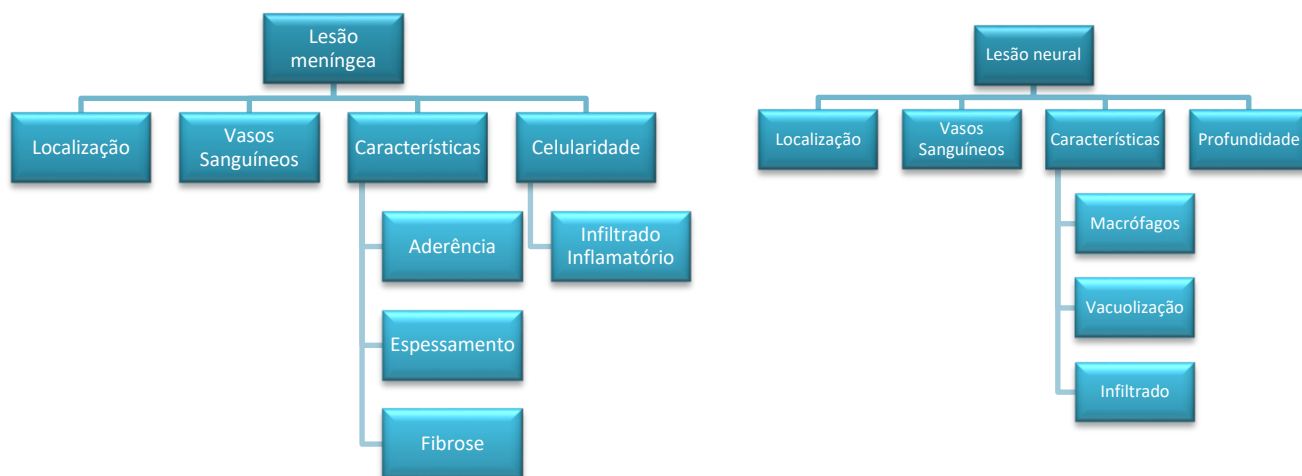 Lesão
meníngea
Localização
Vasos
Sanguíneos
Características
Celularidade
Aderência
Infiltrado
Inflamatório
Espessamento
Fibrose
Lesão neural
Localização
Vasos
Sanguíneos
Características
Profundidade
Macrófagos
Vacuolização
Infiltrado